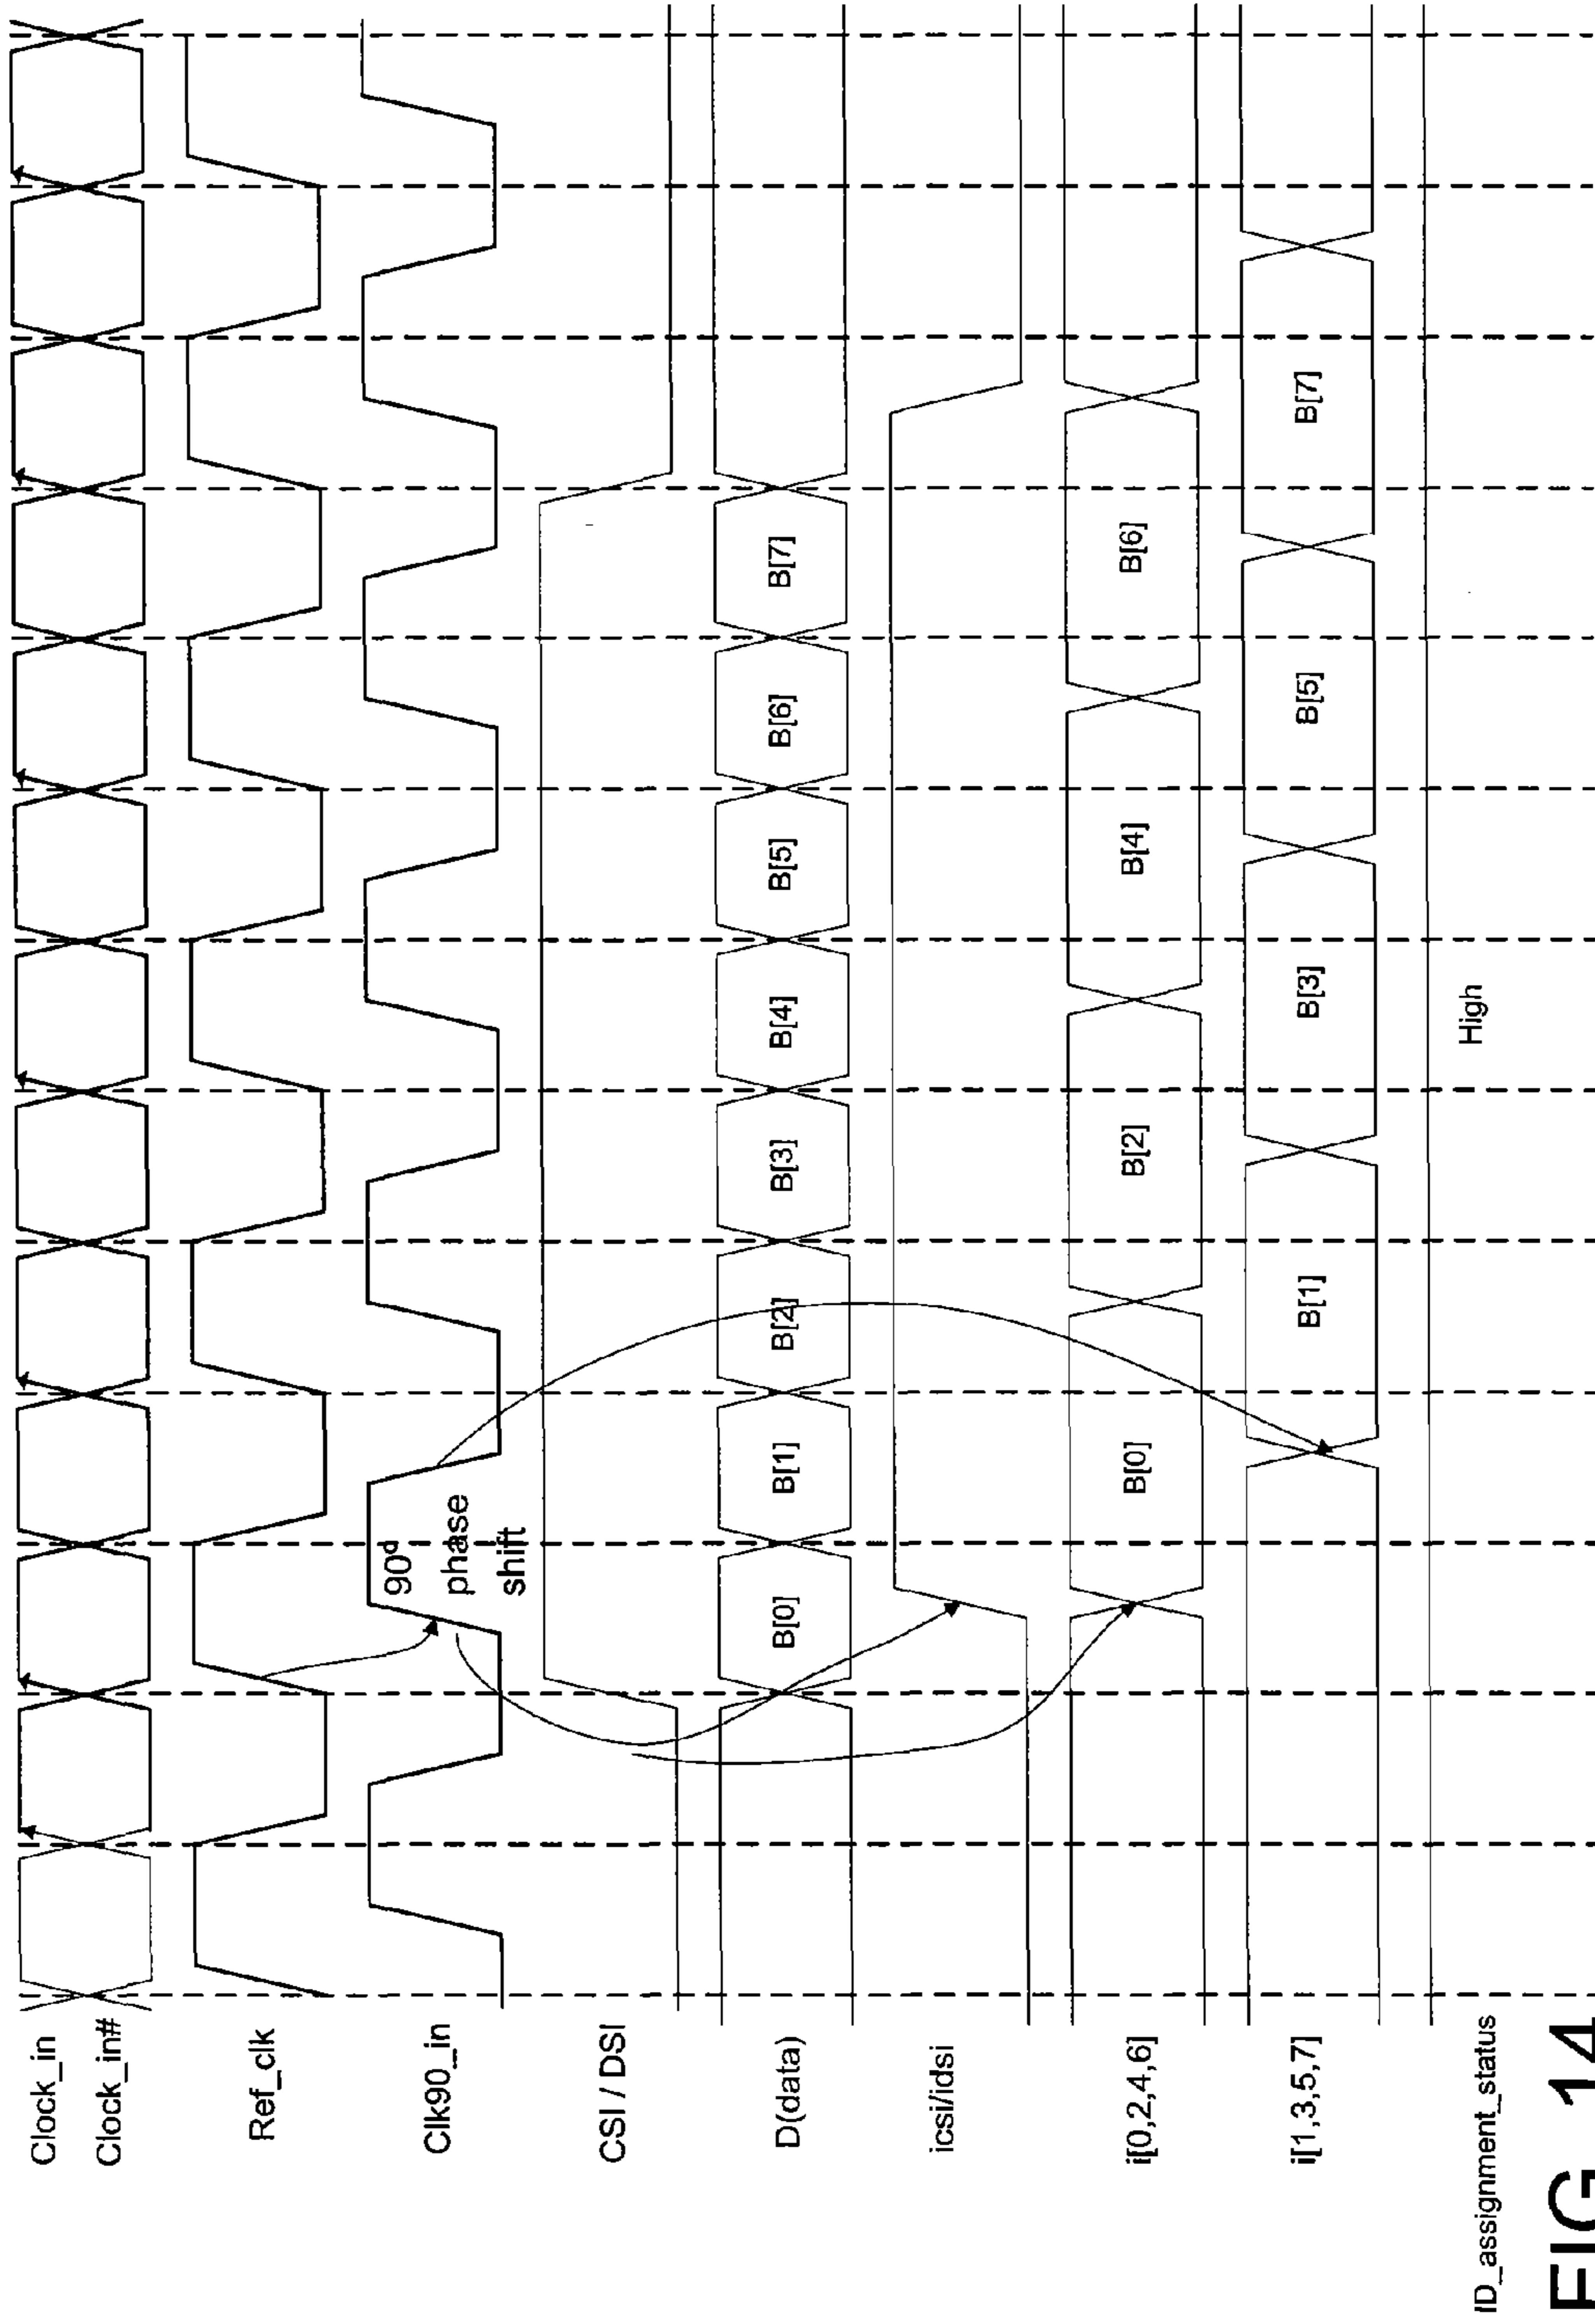 Clock_in
Clock_in#
Ref_clk
Clk90_in
90d
phase
shift
CSI / DSI
D(data)
B[0] B[1] B[2] B[3] B[4] B[5] B[6] B[7]
icsi/idsi
i[0,2,4,6]
B[0] B[2] B[4] B[6]
i[1,3,5,7]
B[1] B[3] B[5] B[7]
ID_assignment_status
High
FIG 14